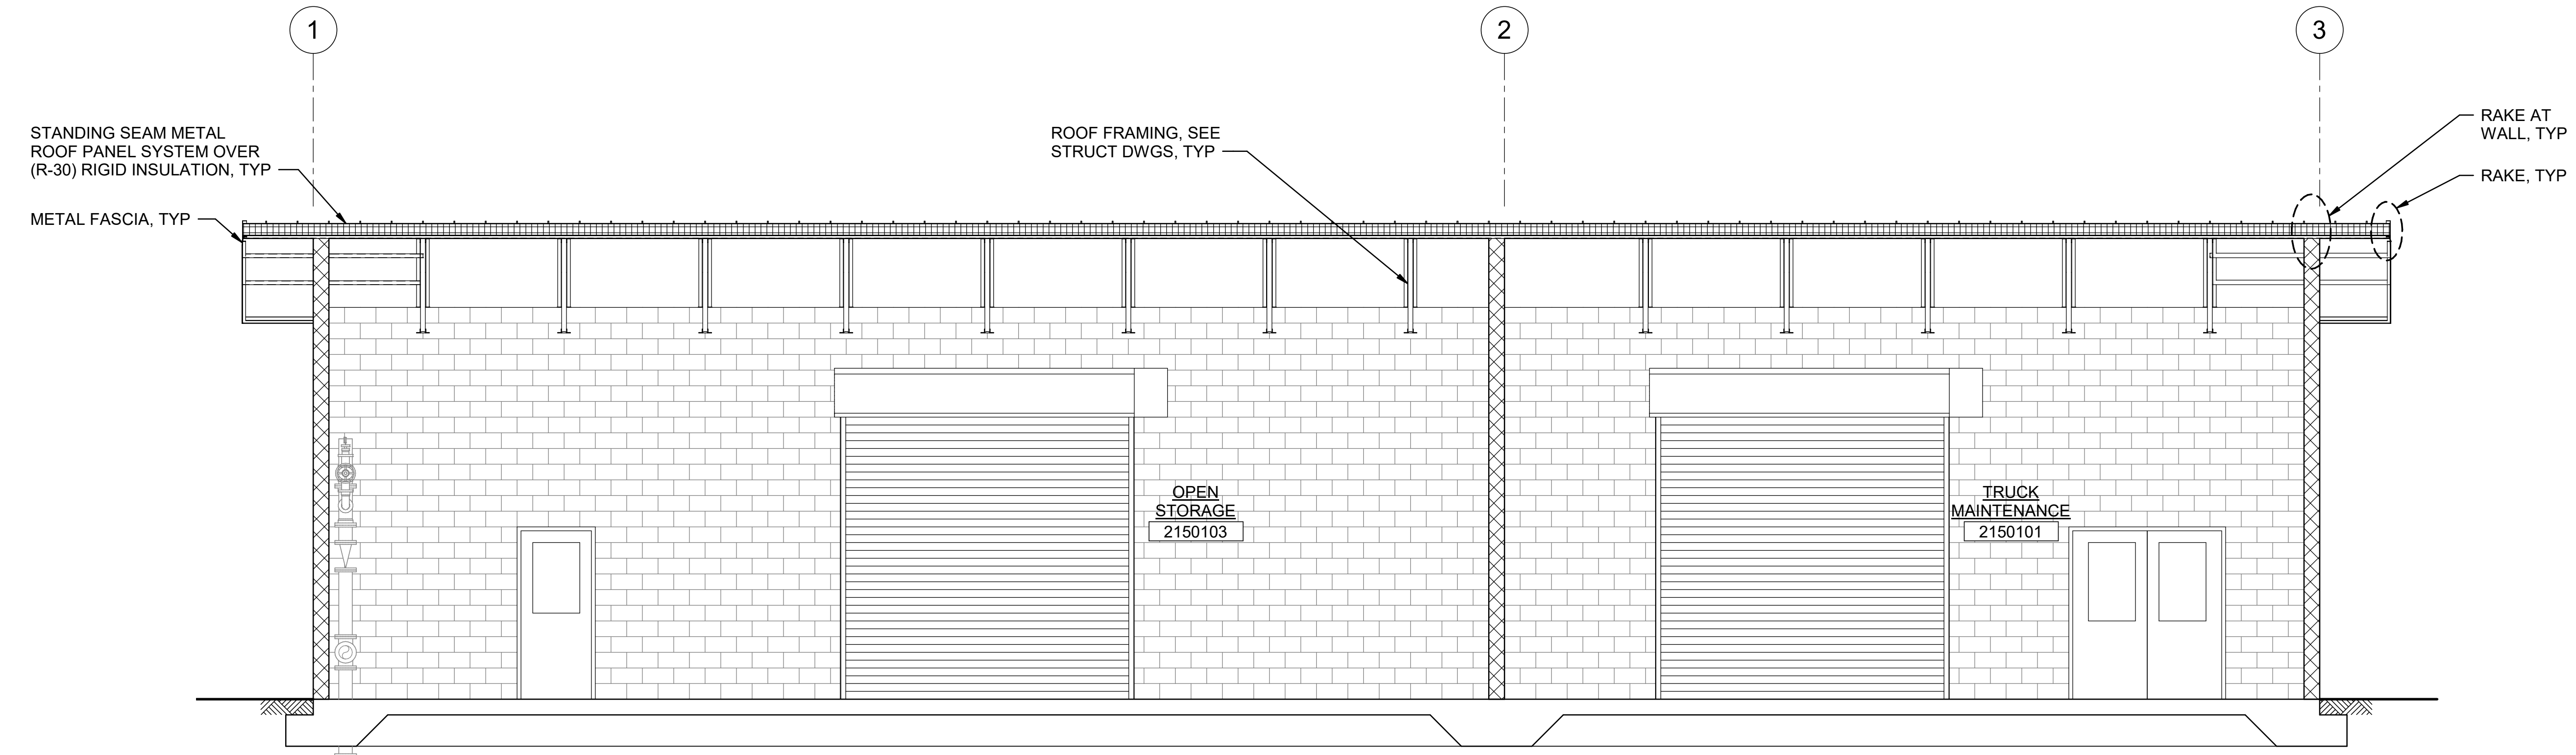 1
2
3
STANDING SEAM METAL
ROOF PANEL SYSTEM OVER
(R-30) RIGID INSULATION, TYP
METAL FASCIA, TYP
ROOF FRAMING, SEE
STRUCT DWGS, TYP
RAKE AT
WALL, TYP
RAKE, TYP
OPEN
STORAGE
2150103
TRUCK
MAINTENANCE
2150101